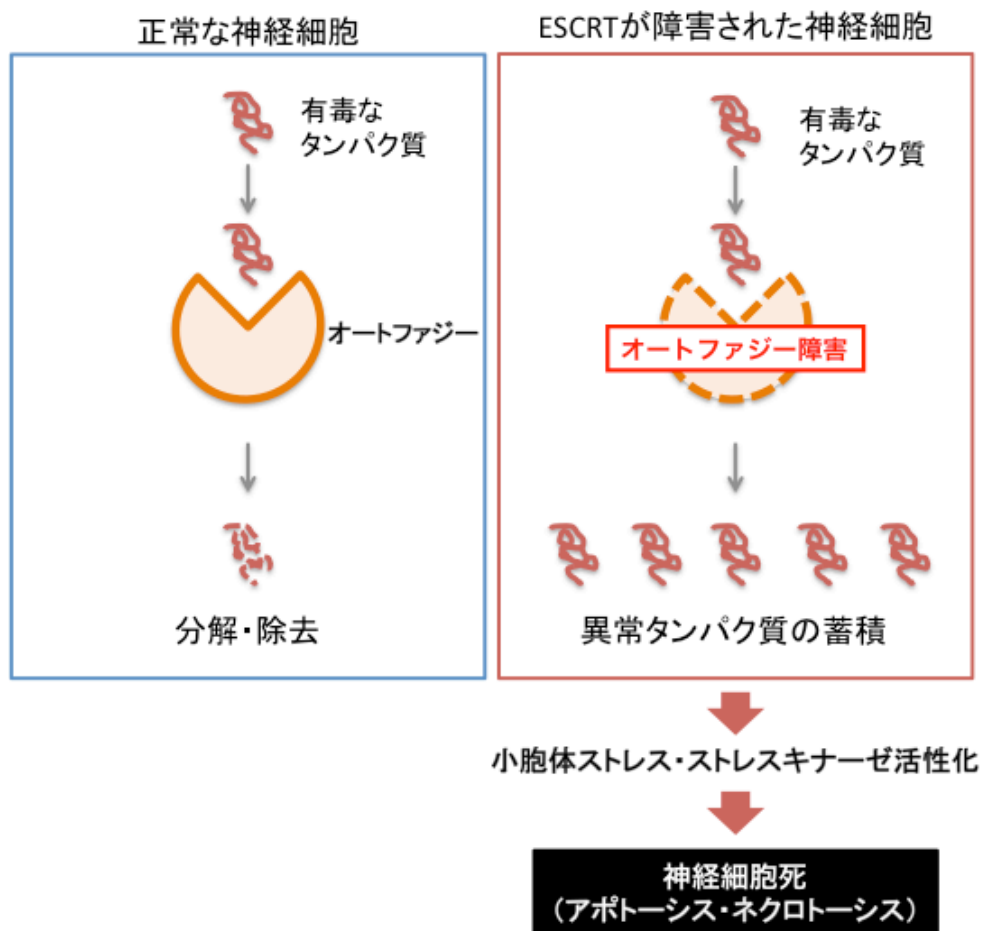 正常な神経細胞
有毒な
タンパク質
オートファジー
分解・除去
ESCRTが障害された神経細胞
有毒な
タンパク質
オートファジー障害
異常タンパク質の蓄積
小胞体ストレス・ストレスキナーゼ活性化
神経細胞死
（アポトーシス・ネクロトーシス）